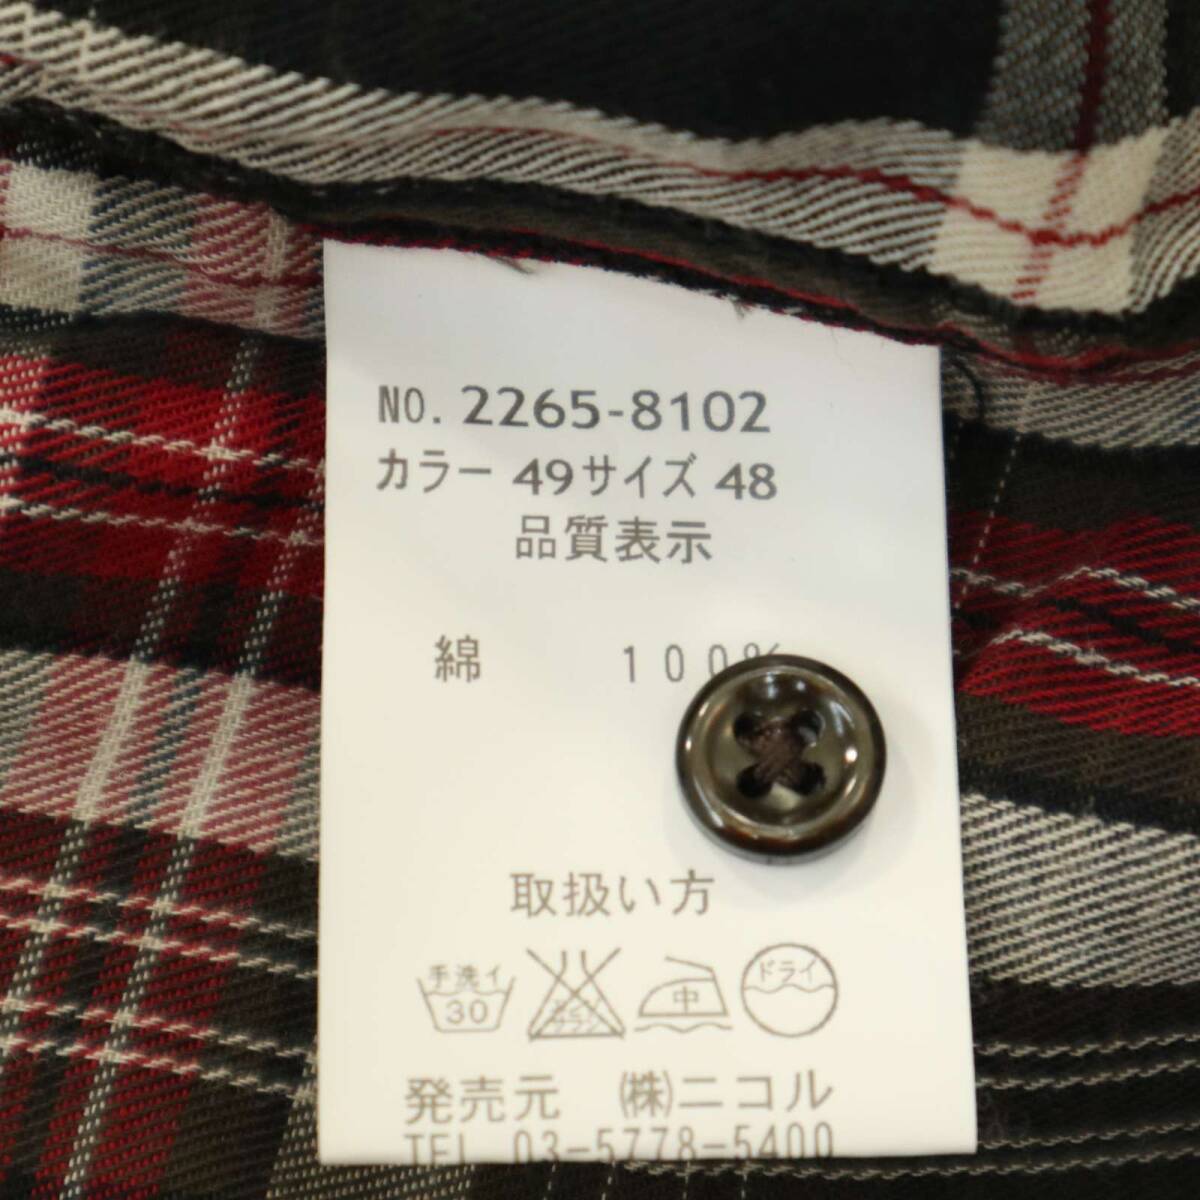 NO. 2265-8102
カラー 49サイズ 48
品質表示
綿 100%
取扱い方
手洗イ
30
中
ドライ
発売元 ㈱ニコル
TEL 03-5778-5400